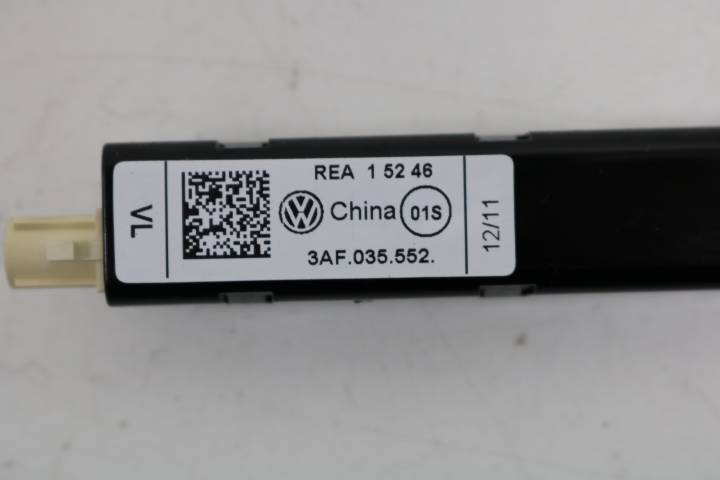 VL
REA 1 52 46
China 01S
3AF.035.552.
12/11